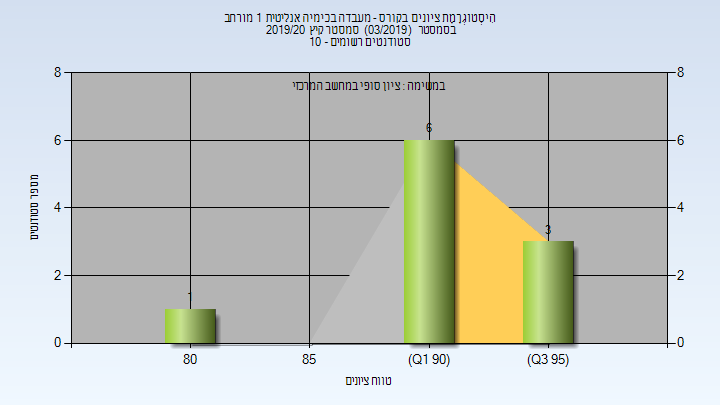 הִיסְטוֹגְרַמַת ציונים בקורס - מעבדה בכימיה אנליטית 1 מורחב
בסמסטר (03/2019) סמסטר קיץ 2019/20
סטודנטים רשומים - 10
במשימה : ציון סופי במחשב המרכזי
מספר סטודנטים
8
6
4
2
0
8
6
4
2
0
1
6
3
80
85
(Q1 90)
(Q3 95)
טווח ציונים